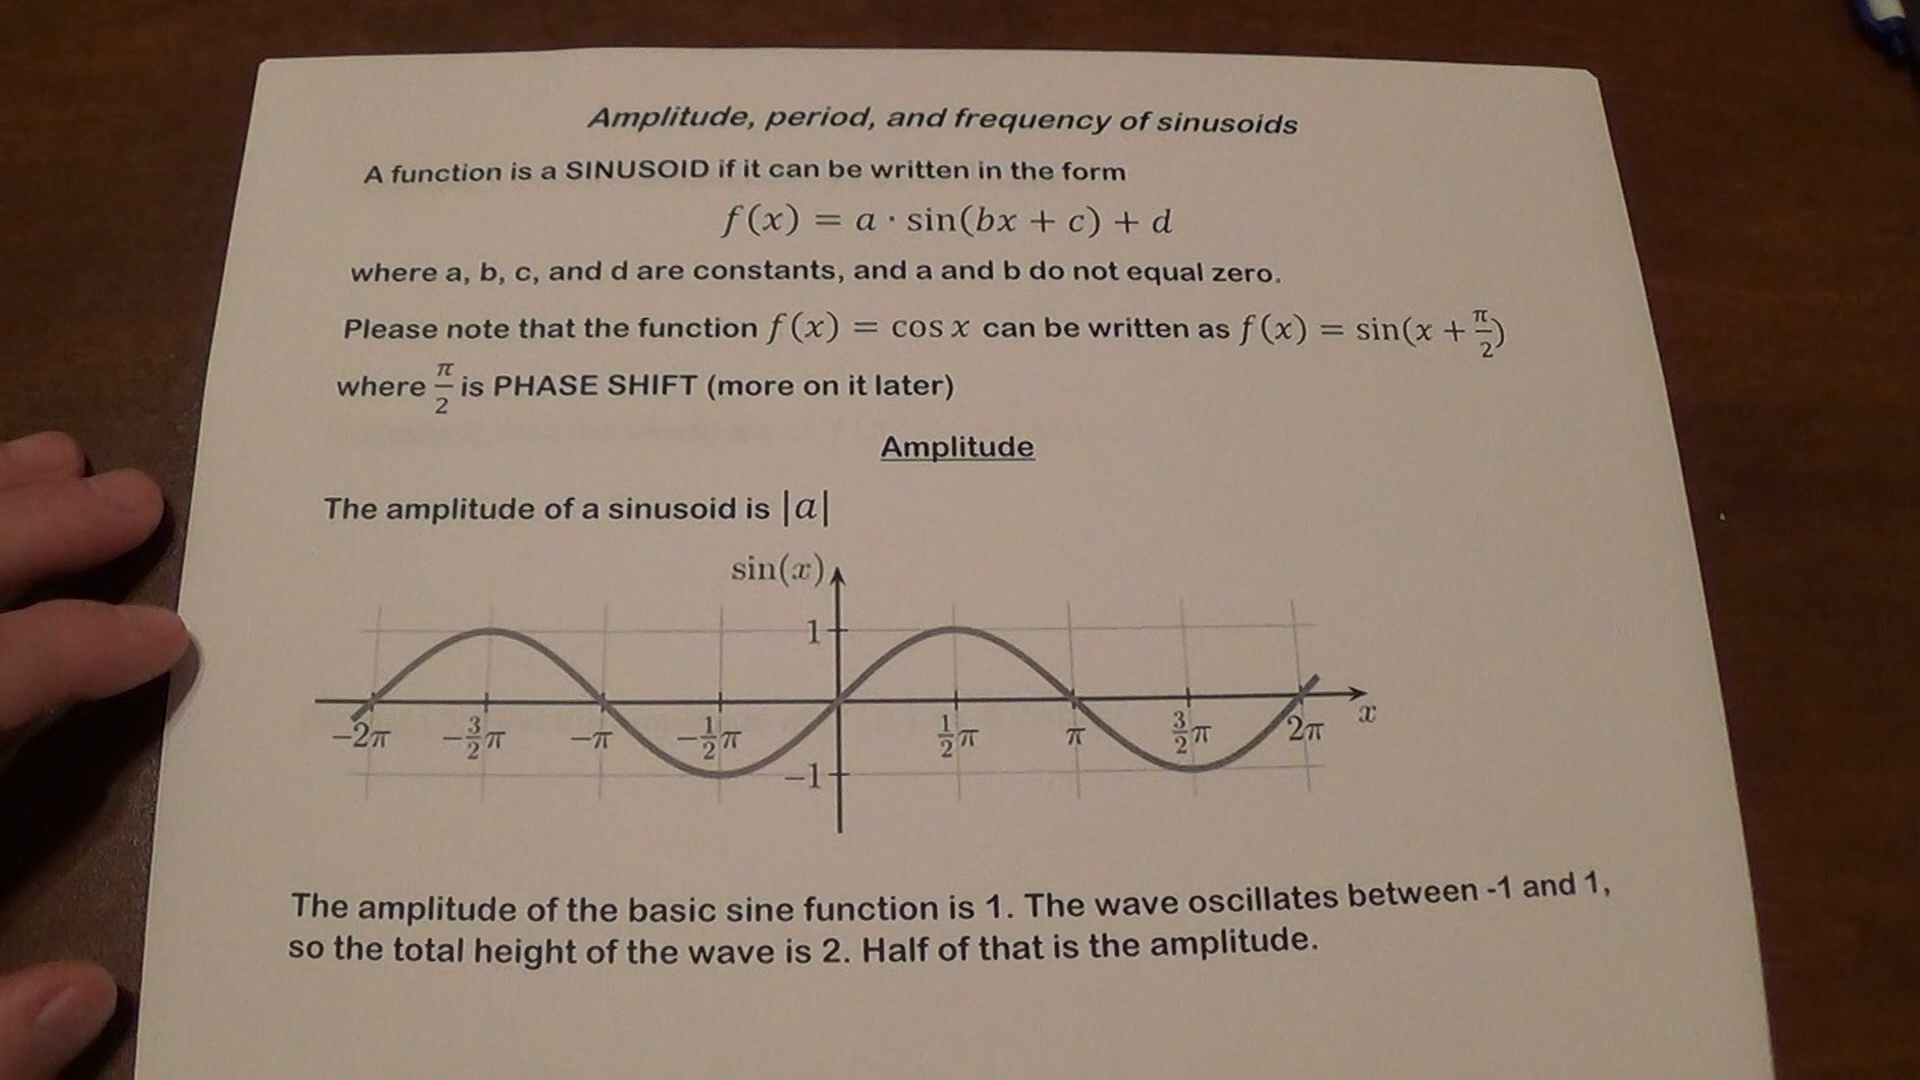 Amplitude, period, and frequency of sinusoids
A function is a SINUSOID if it can be written in the form
f(x) = a · sin(bx + c) + d
where a, b, c, and d are constants, and a and b do not equal zero.
Please note that the function f(x) = cos x can be written as f(x) = sin(x + π/2)
where π/2 is PHASE SHIFT (more on it later)
Amplitude
The amplitude of a sinusoid is |a|
sin(x)
1
−2π −3/2π −π −1/2π 1/2π π 3/2π 2π x
−1
The amplitude of the basic sine function is 1. The wave oscillates between -1 and 1,
so the total height of the wave is 2. Half of that is the amplitude.